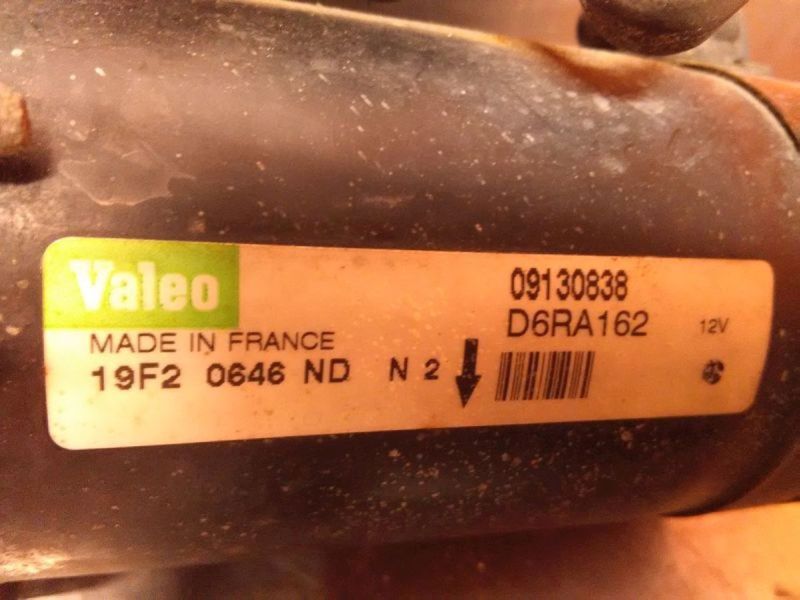 Valeo
MADE IN FRANCE
19F2 0646 ND N 2
09130838
D6RA162
12V